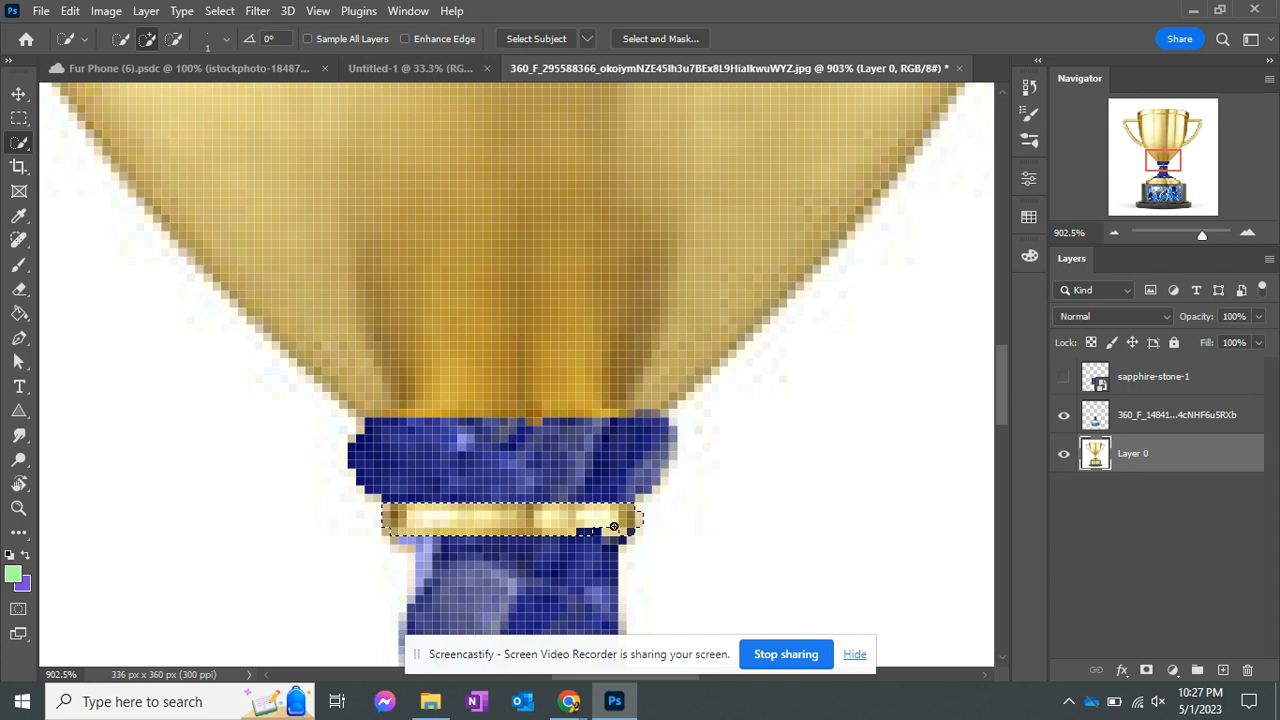 Ps File Edit Image Layer Type Select Filter 3D View Plugins Window Help
1 0° Sample All Layers Enhance Edge Select Subject Select and Mask... Share
Fur Phone (6).psdc @ 100% (istockphoto-18487... × Untitled-1 @ 33.3% (RG... × 360_F_295588366_okoiymNZE45lh3u7BEx8L9HialkwuWYZ.jpg @ 903% (Layer 0, RGB/8#) * ×
Navigator
902.5%
Layers
Kind
Normal Opacity: 100%
Lock: Fill: 100%
sapphire-stone-1
360_F_14841...4cNHF6u5RXb
Layer 0
T
T
Screencastify - Screen Video Recorder is sharing your screen. Stop sharing Hide
902.5% 336 px x 360 px (300 ppi)
Type here to search
N
Ps
10:27 PM
5/1/2023